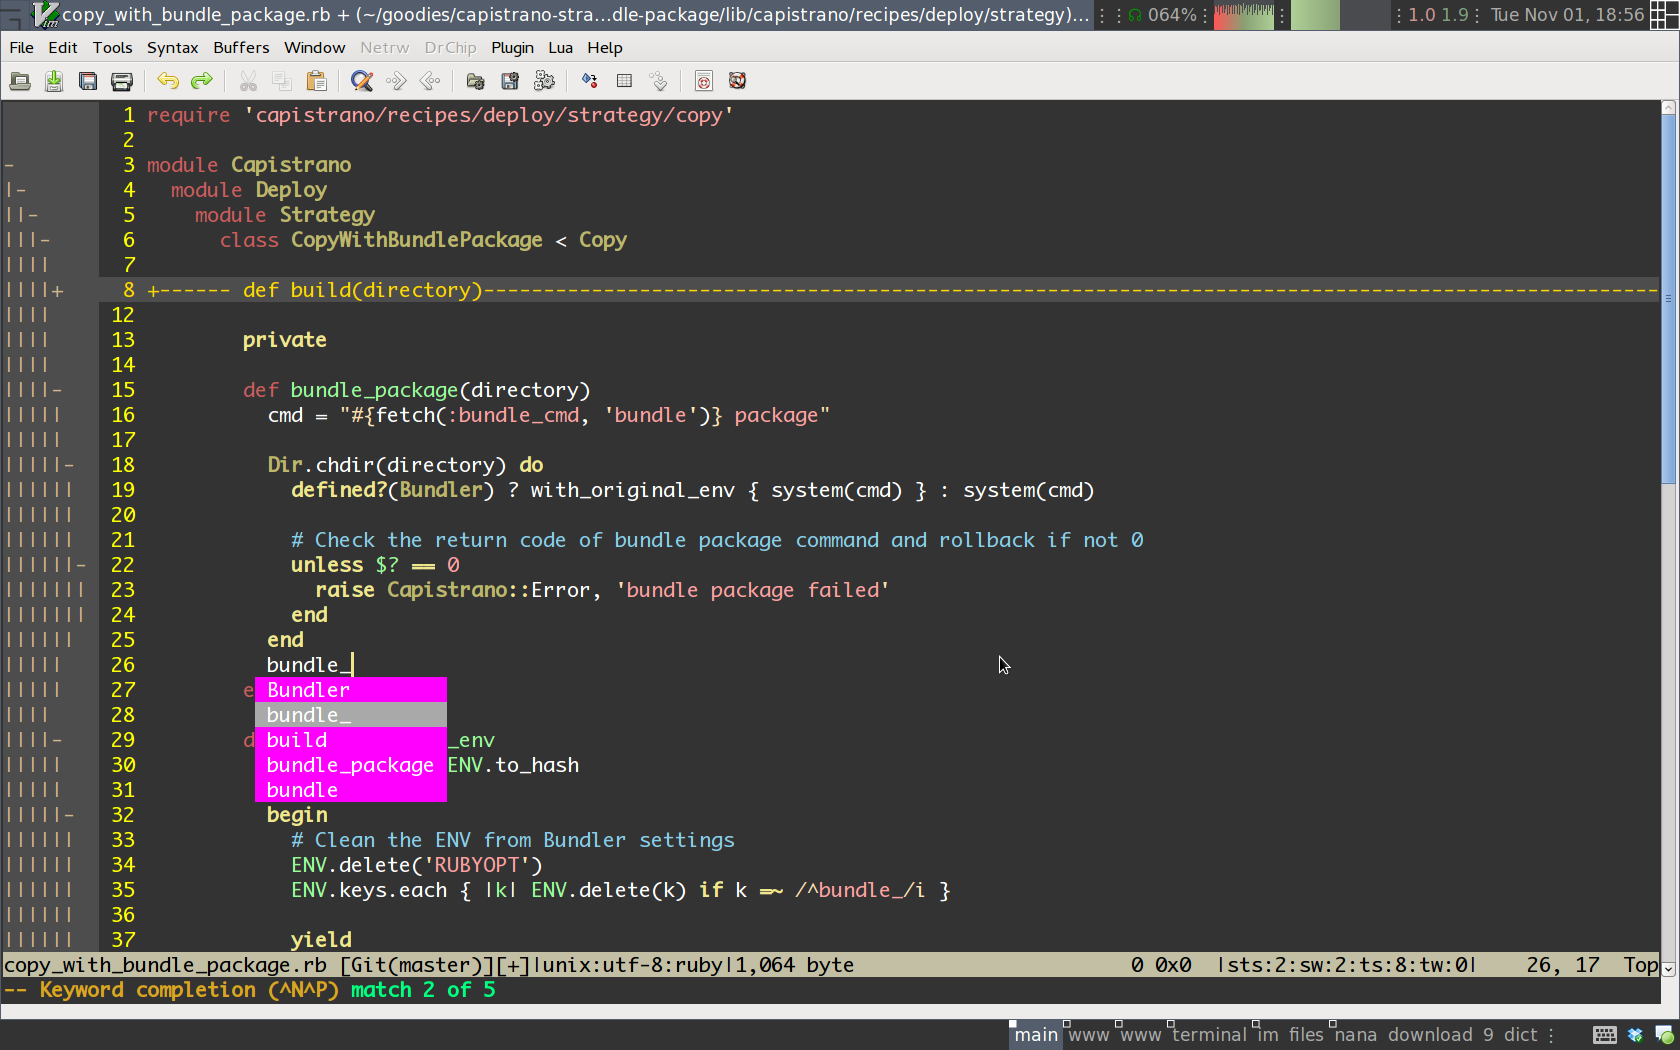 copy_with_bundle_package.rb + (~/goodies/capistrano-stra...dle-package/lib/capistrano/recipes/deploy/strategy)... 064% 1.0 1.9 Tue Nov 01, 18:56
File Edit Tools Syntax Buffers Window Netrw DrChip Plugin Lua Help
1 require 'capistrano/recipes/deploy/strategy/copy'
2
- 3 module Capistrano
|- 4 module Deploy
||- 5 module Strategy
|||- 6 class CopyWithBundlePackage < Copy
|||| 7
||||+ 8 +------ def build(directory)--------------------------------------------------------------------------------------------------
|||| 12
|||| 13 private
|||| 14
||||- 15 def bundle_package(directory)
||||| 16 cmd = "#{fetch(:bundle_cmd, 'bundle')} package"
||||| 17
|||||- 18 Dir.chdir(directory) do
|||||| 19 defined?(Bundler) ? with_original_env { system(cmd) } : system(cmd)
|||||| 20
|||||| 21 # Check the return code of bundle package command and rollback if not 0
||||||- 22 unless $? == 0
||||||| 23 raise Capistrano::Error, 'bundle package failed'
||||||| 24 end
|||||| 25 end
||||| 26 bundle_
||||| 27 e Bundler
|||| 28 bundle_
||||- 29 d build _env
||||| 30 bundle_package ENV.to_hash
||||| 31 bundle
|||||- 32 begin
|||||| 33 # Clean the ENV from Bundler settings
|||||| 34 ENV.delete('RUBYOPT')
|||||| 35 ENV.keys.each { |k| ENV.delete(k) if k =~ /^bundle_/i }
|||||| 36
|||||| 37 yield
copy_with_bundle_package.rb [Git(master)][+]|unix:utf-8:ruby|1,064 byte 0 0x0 |sts:2:sw:2:ts:8:tw:0| 26, 17 Top
-- Keyword completion (^N^P) match 2 of 5
main www www terminal im files nana download 9 dict